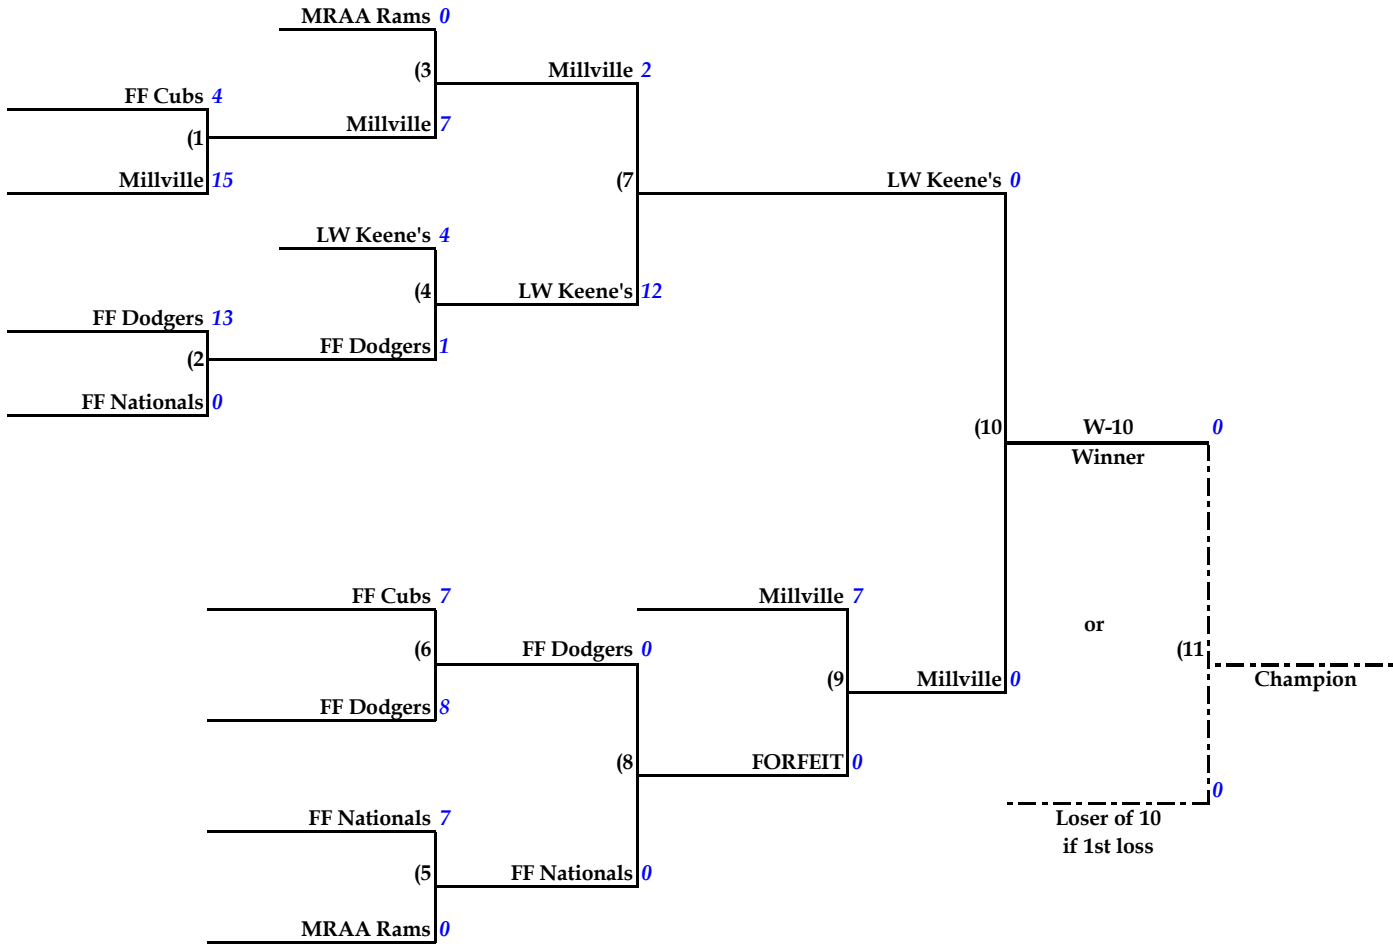 MRAA Rams 0
(3
Millville 2
FF Cubs 4
Millville 7
(1
Millville 15
(7
LW Keene's 0
LW Keene's 4
(4
LW Keene's 12
FF Dodgers 13
FF Dodgers 1
(2
FF Nationals 0
(10
W-10 0
Winner
FF Cubs 7
Millville 7
or
(6
FF Dodgers 0
(11
(9
Millville 0
Champion
FF Dodgers 8
(8
FORFEIT 0
0
FF Nationals 7
Loser of 10
if 1st loss
(5
FF Nationals 0
MRAA Rams 0